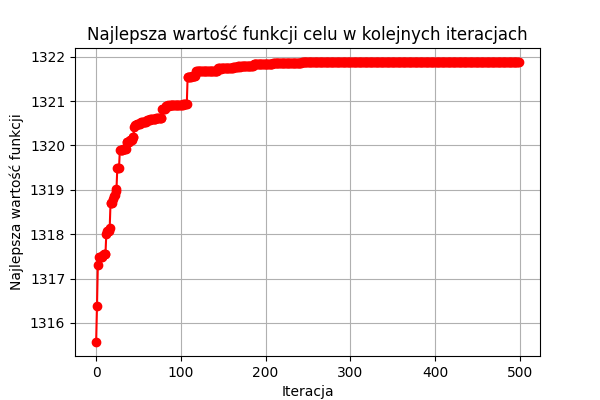 Najlepsza wartość funkcji celu w kolejnych iteracjach
1322
1321
1320
1319
1318
1317
1316
Najlepsza wartość funkcji
0 100 200 300 400 500
Iteracja